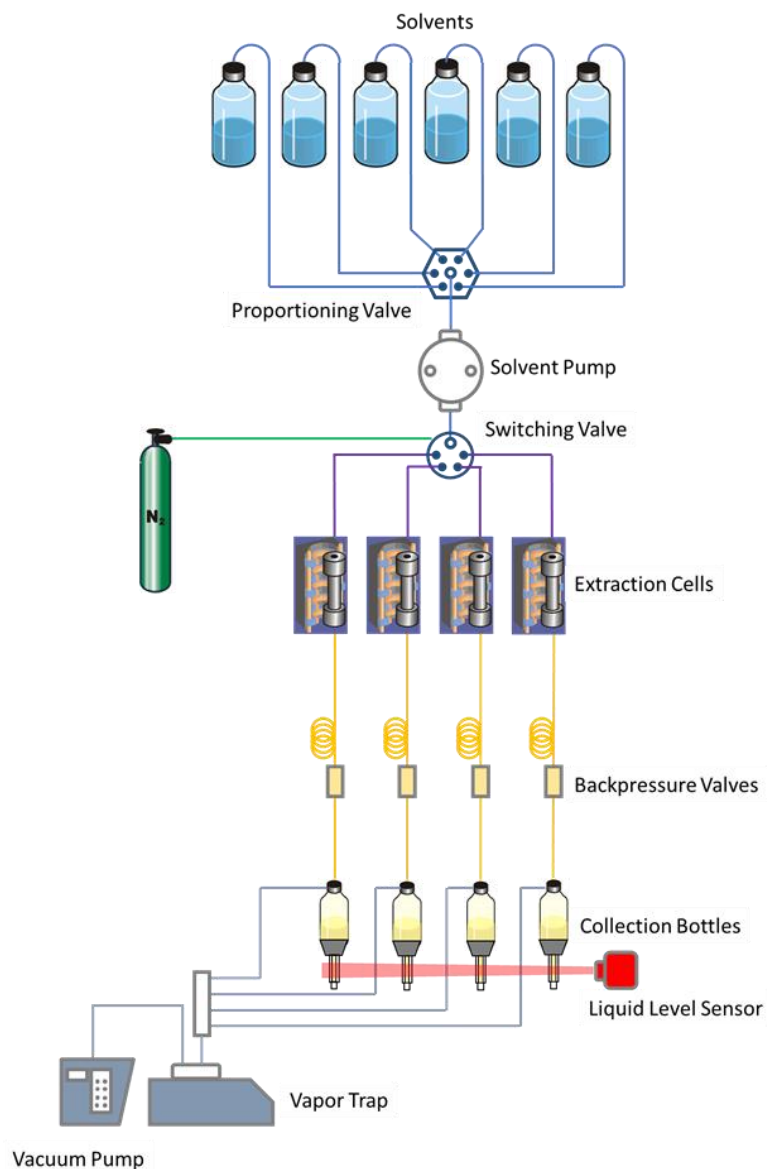 Solvents
Proportioning Valve
Solvent Pump
Switching Valve
N2
Extraction Cells
Backpressure Valves
Collection Bottles
Liquid Level Sensor
Vapor Trap
Vacuum Pump